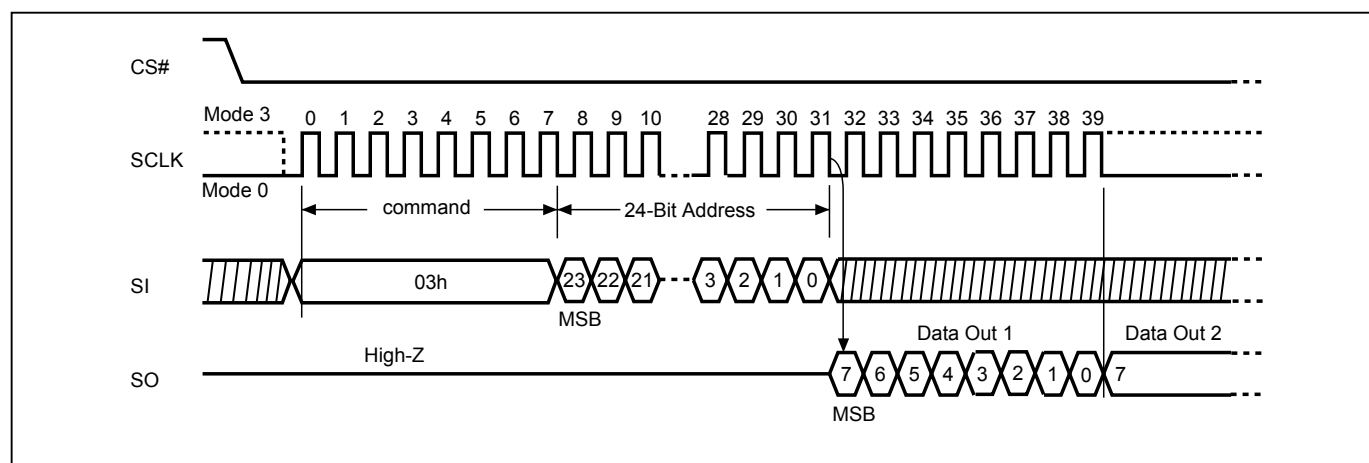 CS#
Mode 3
0 1 2 3 4 5 6 7 8 9 10 28 29 30 31 32 33 34 35 36 37 38 39
SCLK
Mode 0
command 24-Bit Address
SI 03h 23 22 21 3 2 1 0
MSB
Data Out 1 Data Out 2
High-Z
SO 7 6 5 4 3 2 1 0 7
MSB